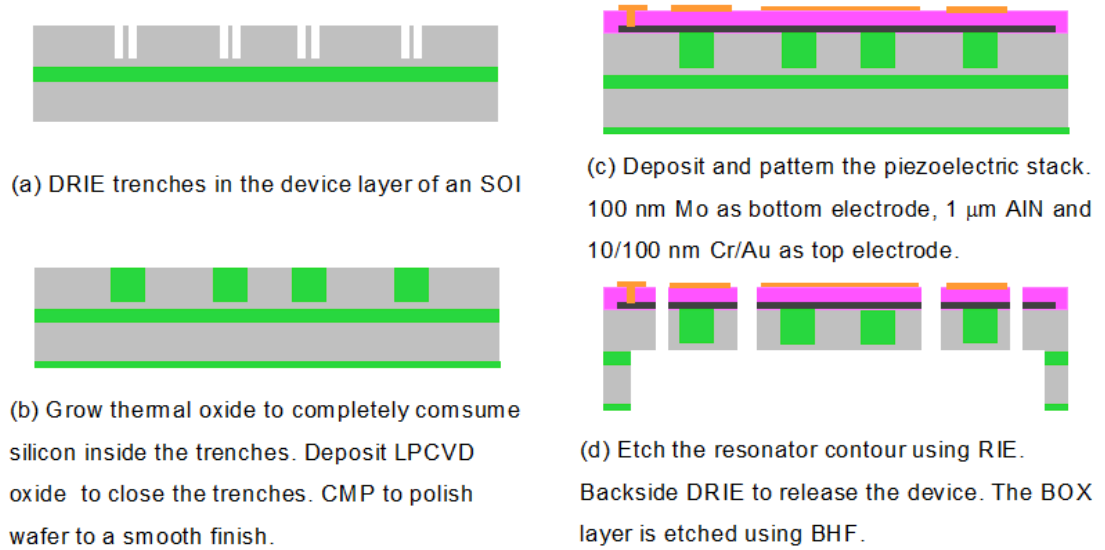 (a) DRIE trenches in the device layer of an SOI
(b) Grow thermal oxide to completely comsume
silicon inside the trenches. Deposit LPCVD
oxide to close the trenches. CMP to polish
wafer to a smooth finish.
(c) Deposit and pattern the piezoelectric stack.
100 nm Mo as bottom electrode, 1 μm AlN and
10/100 nm Cr/Au as top electrode.
(d) Etch the resonator contour using RIE.
Backside DRIE to release the device. The BOX
layer is etched using BHF.